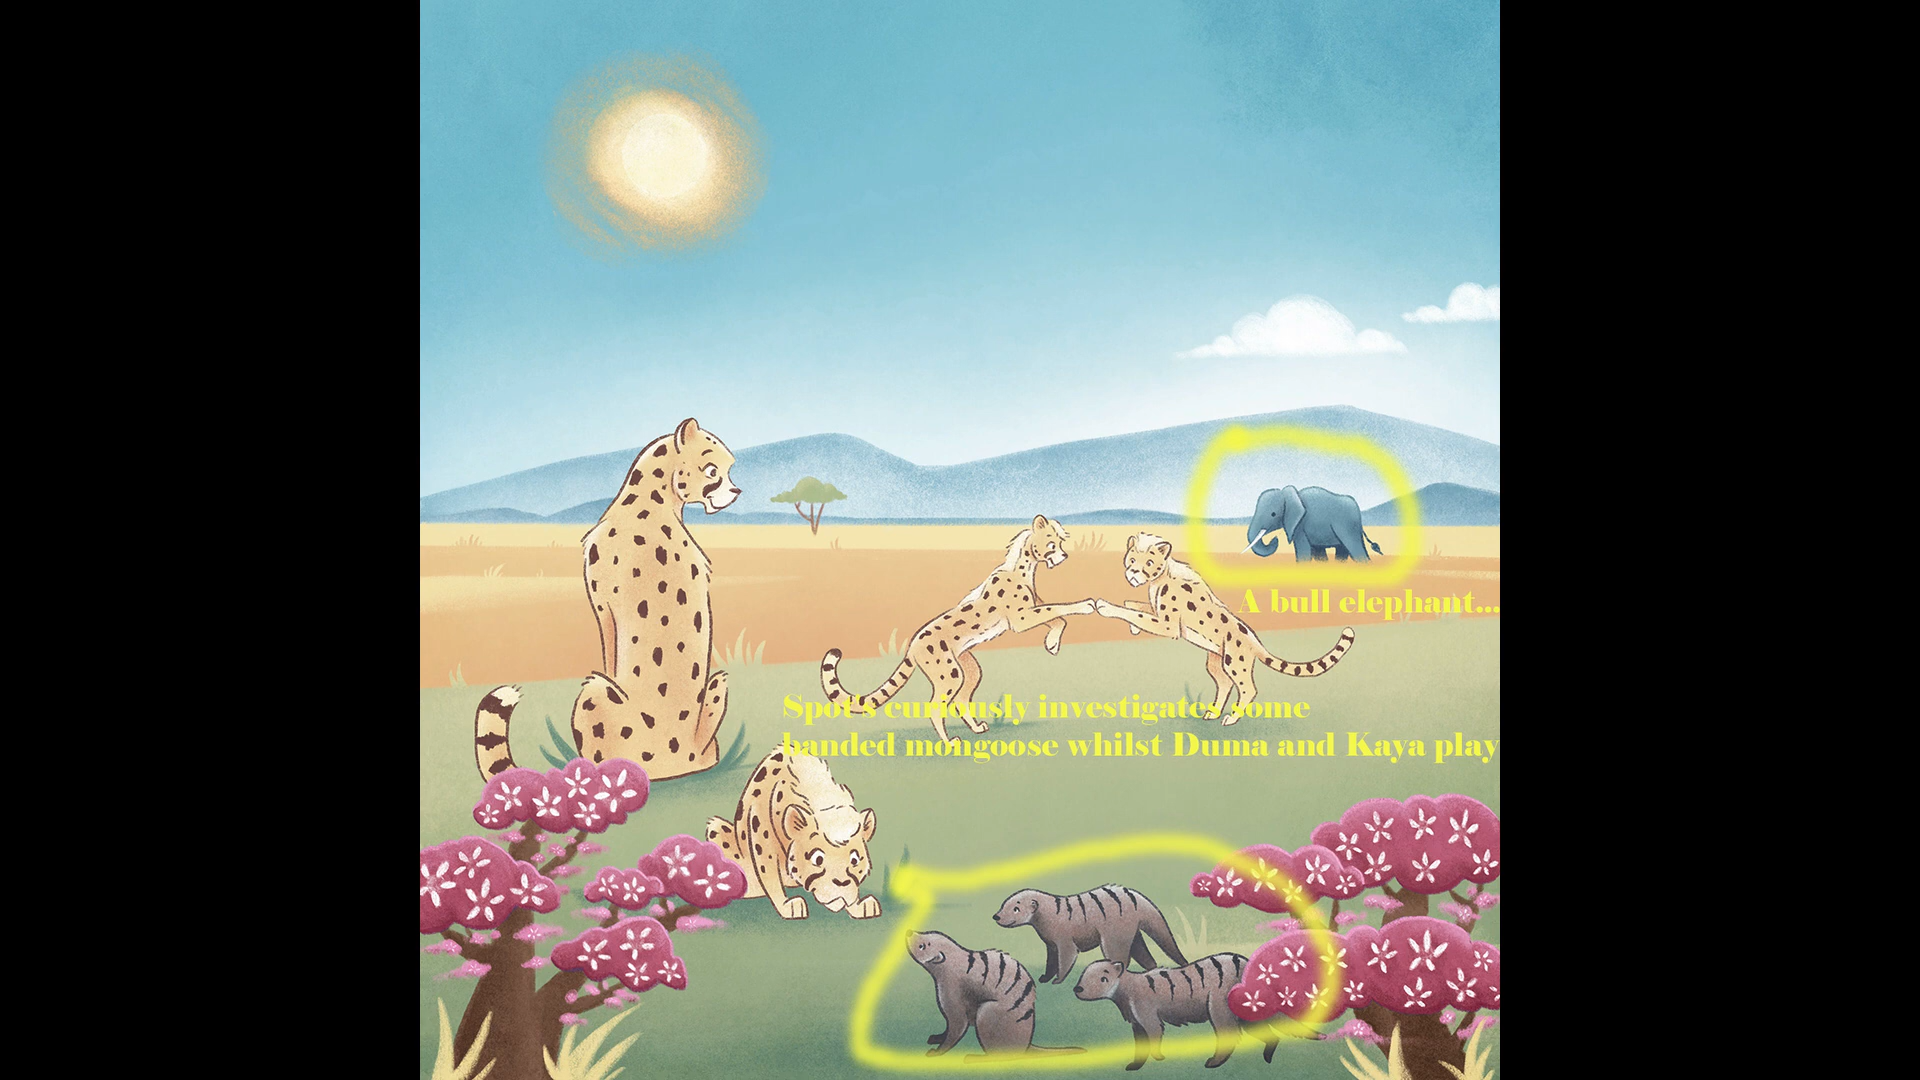 A bull elephant...
Spot's curiously investigates some
banded mongoose whilst Duma and Kaya play